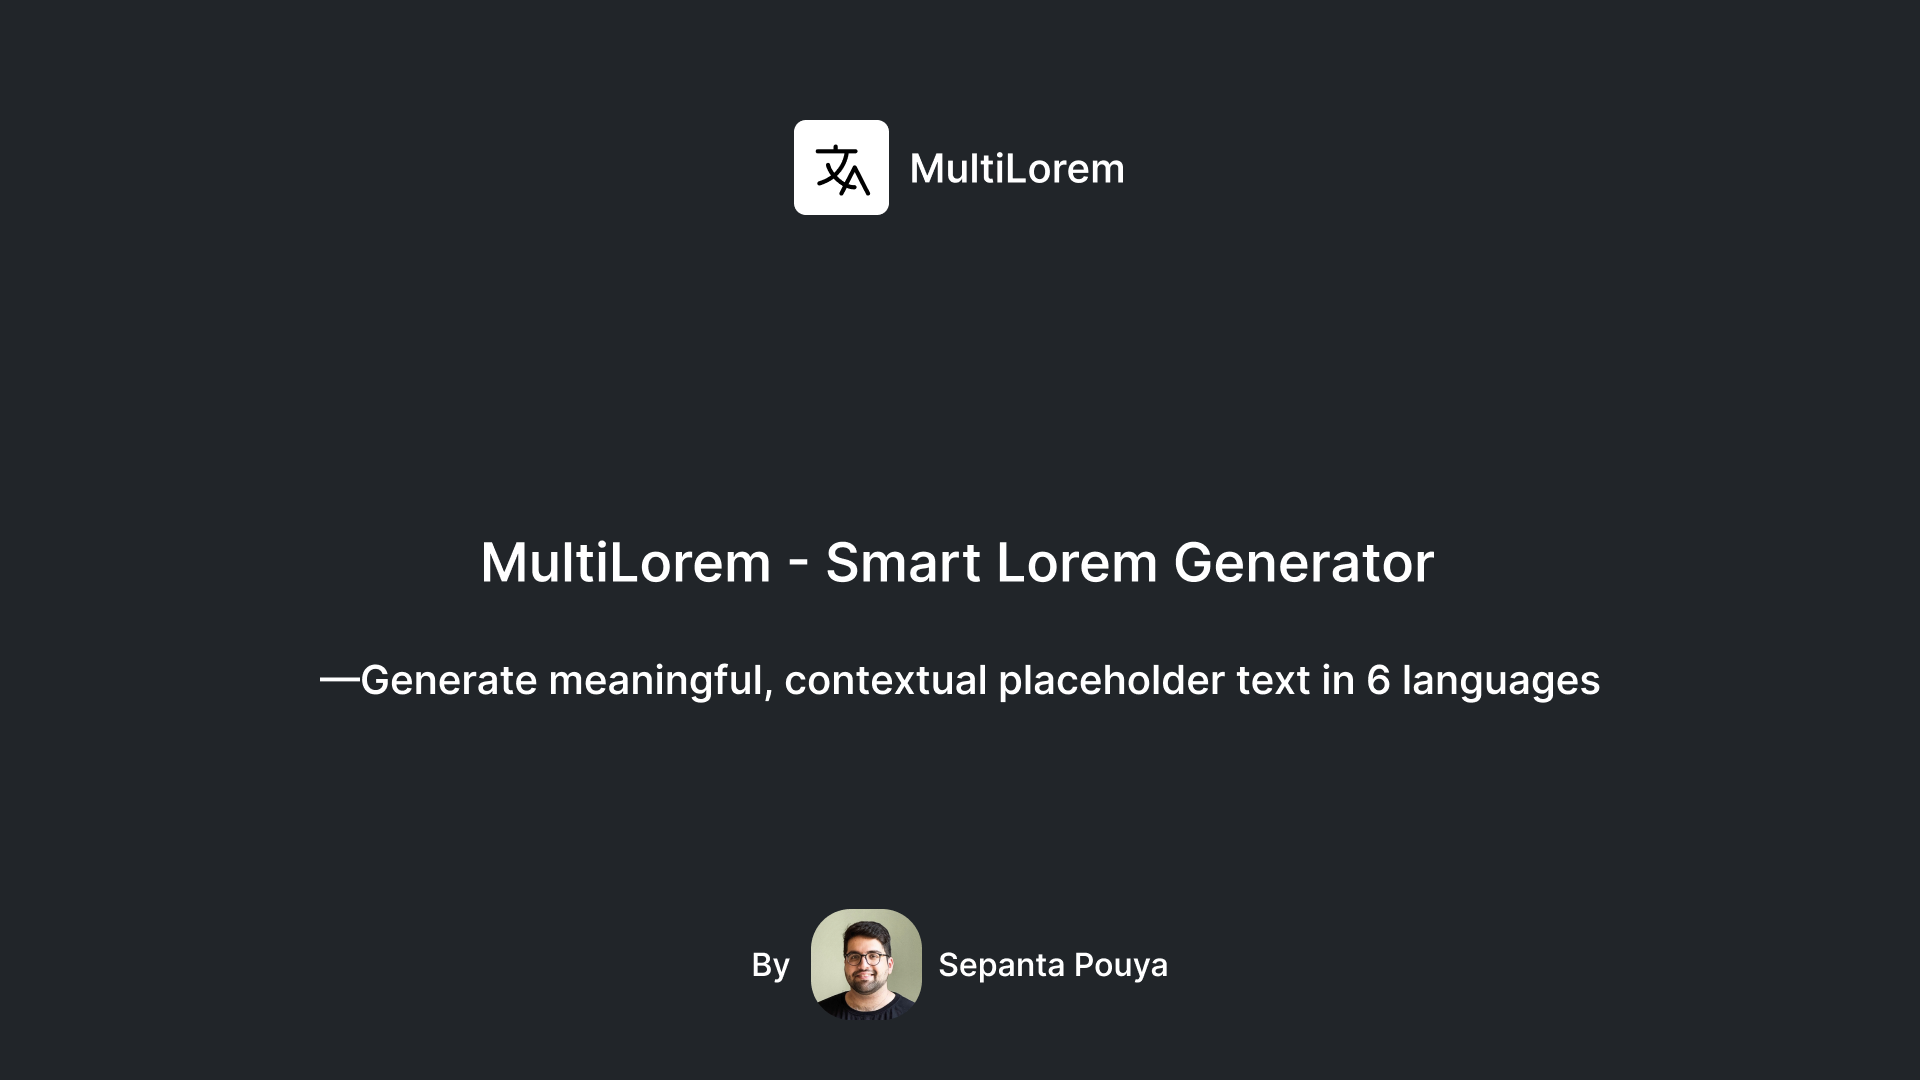 MultiLorem
MultiLorem - Smart Lorem Generator
—Generate meaningful, contextual placeholder text in 6 languages
By Sepanta Pouya